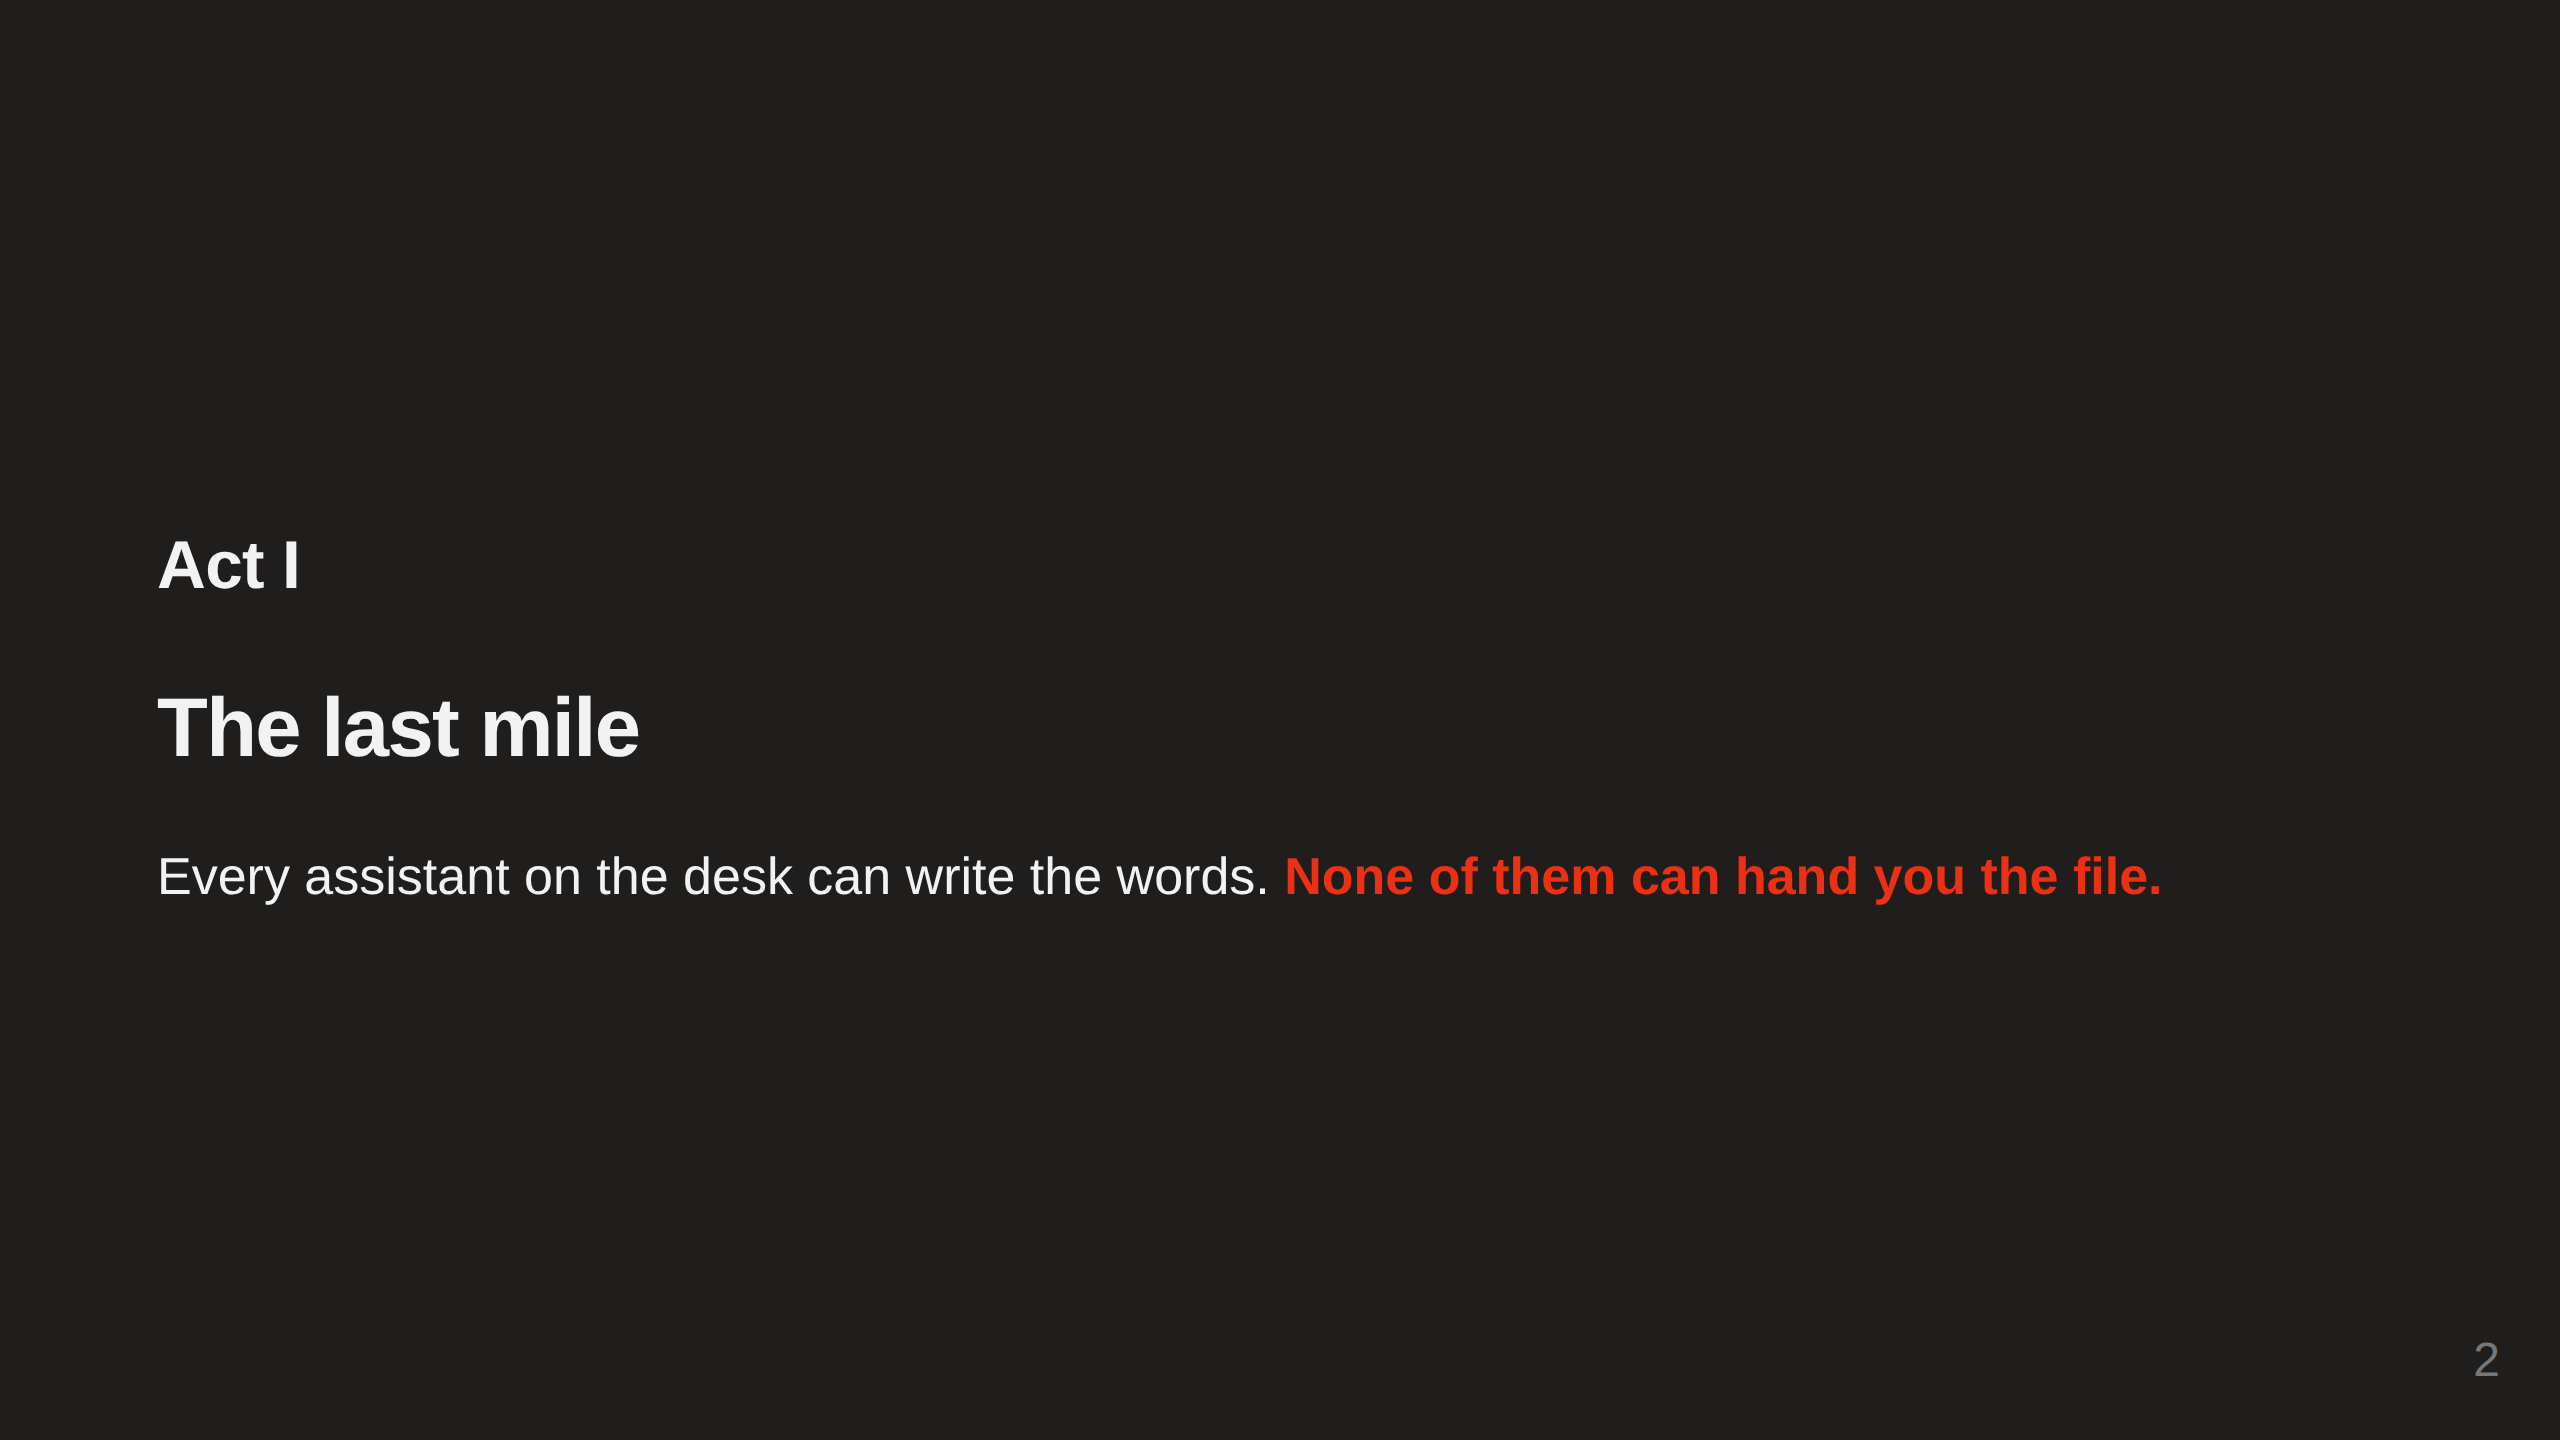 Act I
The last mile
Every assistant on the desk can write the words. None of them can hand you the file.
2